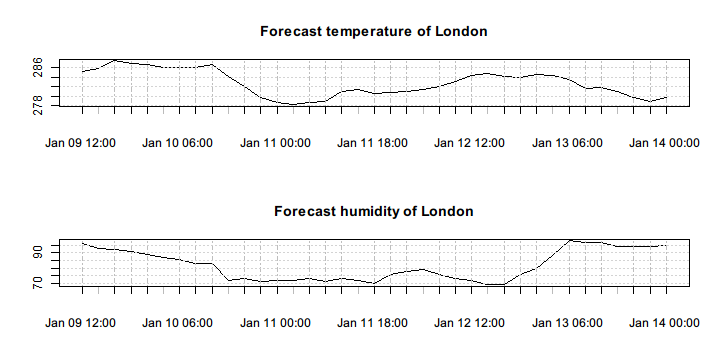 Forecast temperature of London
286
278
Jan 09 12:00 Jan 10 06:00 Jan 11 00:00 Jan 11 18:00 Jan 12 12:00 Jan 13 06:00 Jan 14 00:00
Forecast humidity of London
90
70
Jan 09 12:00 Jan 10 06:00 Jan 11 00:00 Jan 11 18:00 Jan 12 12:00 Jan 13 06:00 Jan 14 00:00